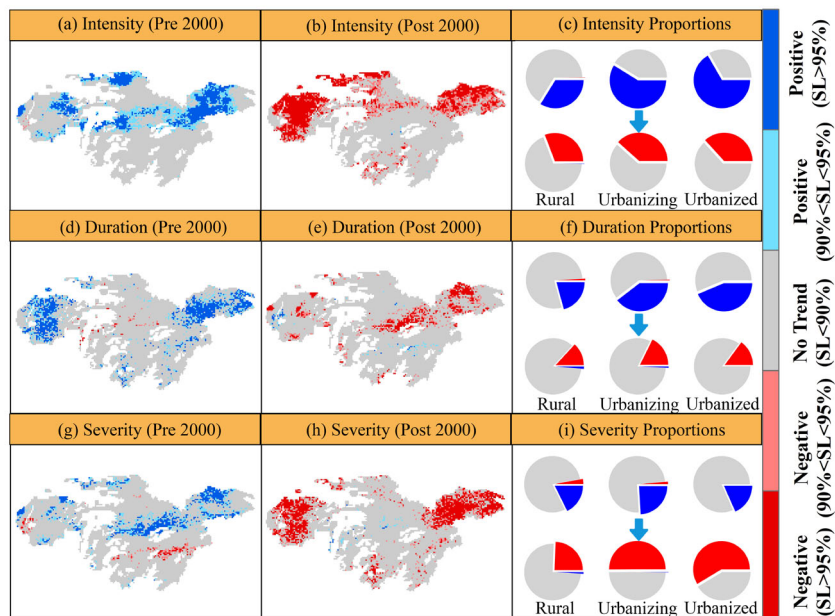 (a) Intensity (Pre 2000)
(b) Intensity (Post 2000)
(c) Intensity Proportions
Rural
Urbanizing
Urbanized
(d) Duration (Pre 2000)
(e) Duration (Post 2000)
(f) Duration Proportions
Rural
Urbanizing
Urbanized
(g) Severity (Pre 2000)
(h) Severity (Post 2000)
(i) Severity Proportions
Rural
Urbanizing
Urbanized
Positive
(SL>95%)
Positive
(90%<SL<95%)
No Trend
(SL<90%)
Negative
(90%<SL<95%)
Negative
(SL>95%)